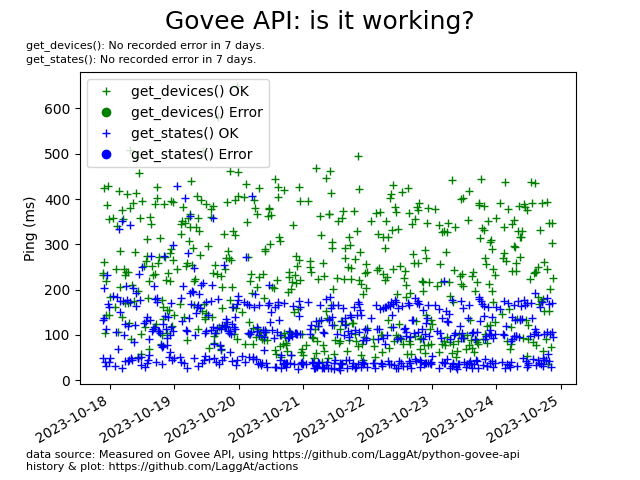 Govee API: is it working?
get_devices(): No recorded error in 7 days.
get_states(): No recorded error in 7 days.
get_devices() OK
get_devices() Error
get_states() OK
get_states() Error
Ping (ms)
600
500
400
300
200
100
0
2023-10-18
2023-10-19
2023-10-20
2023-10-21
2023-10-22
2023-10-23
2023-10-24
2023-10-25
data source: Measured on Govee API, using https://github.com/LaggAt/python-govee-api
history & plot: https://github.com/LaggAt/actions